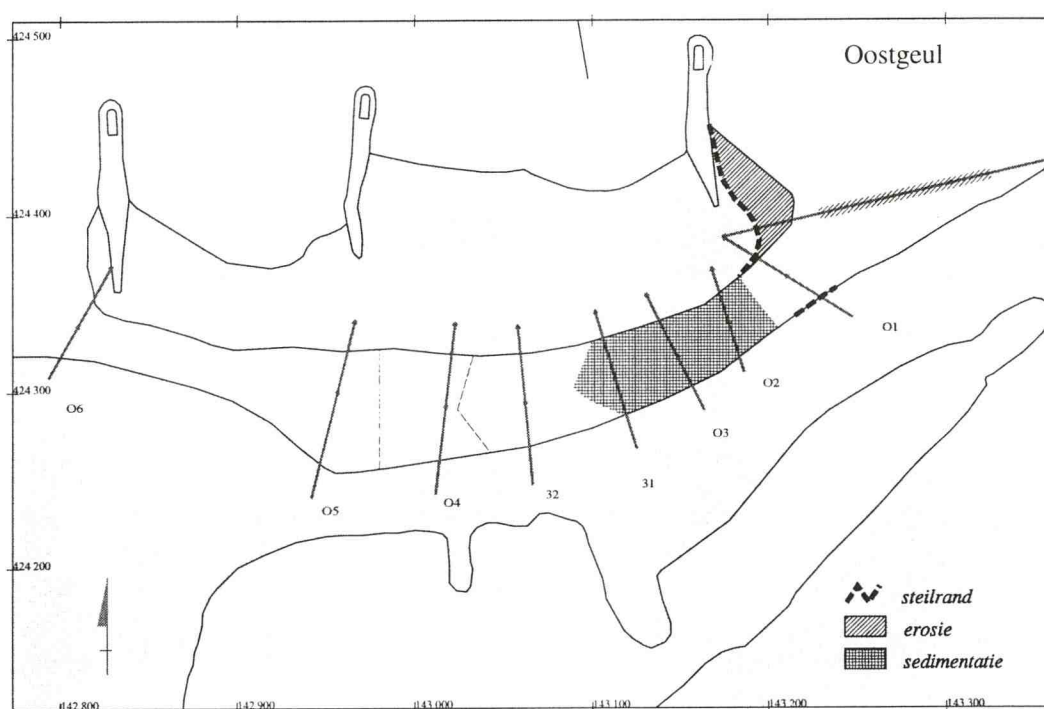 424 500
Oostgeul
424 400
O1
424 300
O2
O6
O3
31
32
O4
O5
424 200
steilrand
erosie
sedimentatie
142.800
142.900
143.000
143.100
143.200
143.300